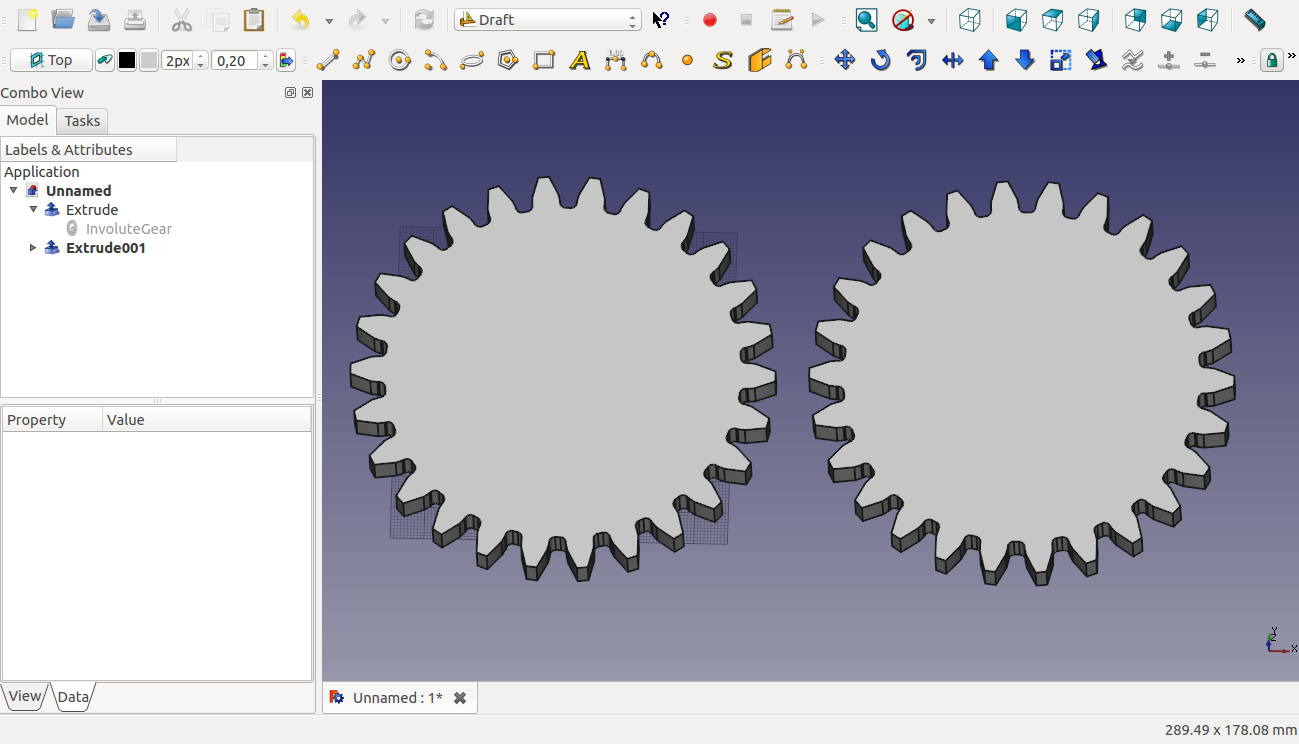 Draft
Top
2px
0,20
Combo View
Model
Tasks
Labels & Attributes
Application
Unnamed
Extrude
InvoluteGear
Extrude001
Property
Value
View
Data
Y
Z
X
Unnamed : 1*
289.49 x 178.08 mm